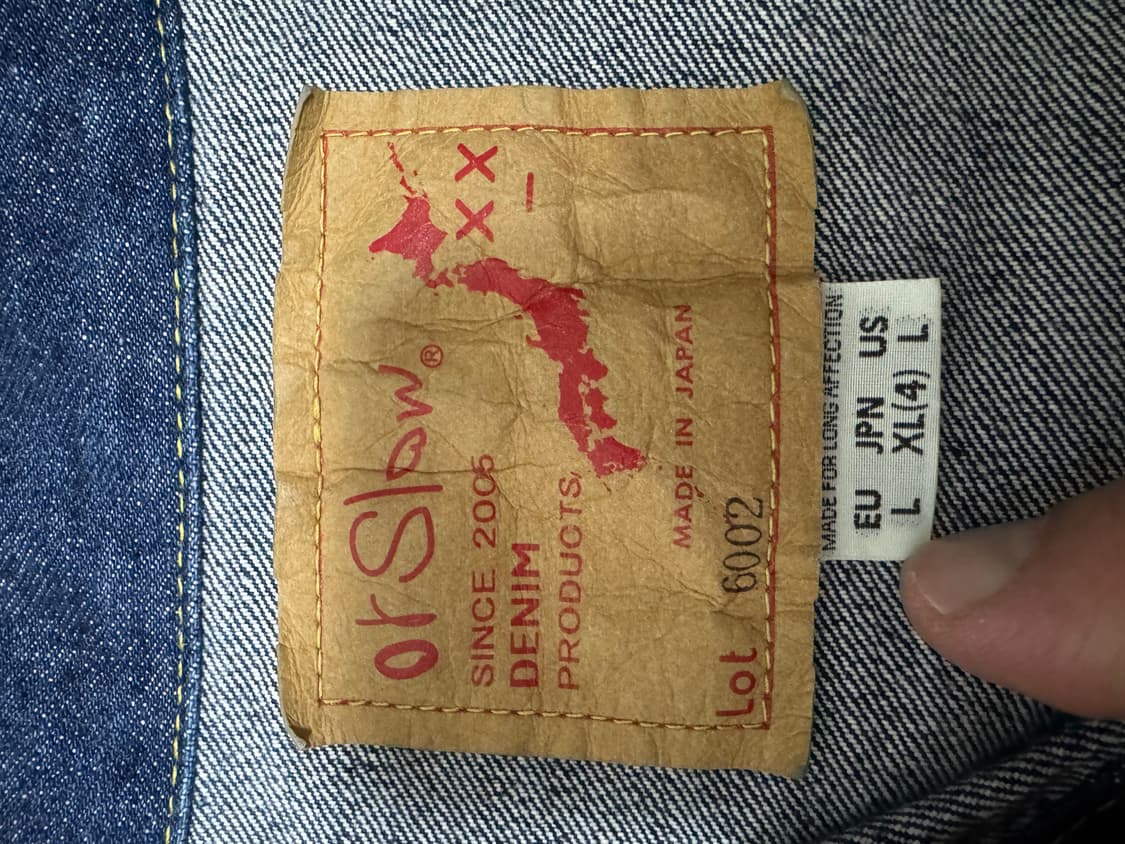 orSlow®
SINCE 2005
XX
DENIM
—
PRODUCTS
MADE IN JAPAN
Lot 6002
MADE FOR LONG AFFECTION
EU JPN US
L XL(4) L